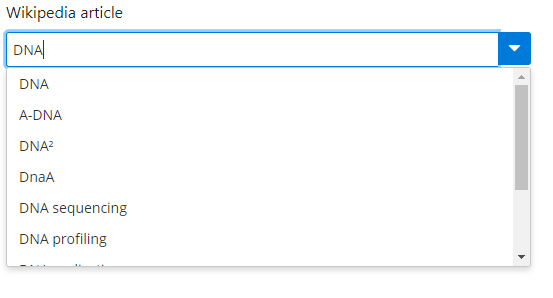 Wikipedia article
DNA
DNA
A-DNA
DNA²
DnaA
DNA sequencing
DNA profiling